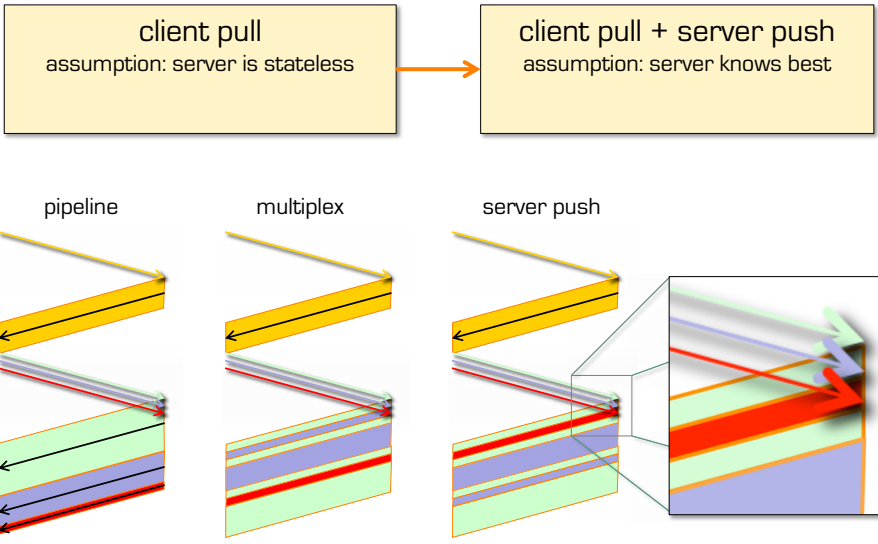 client pull
assumption: server is stateless
client pull + server push
assumption: server knows best
pipeline
multiplex
server push